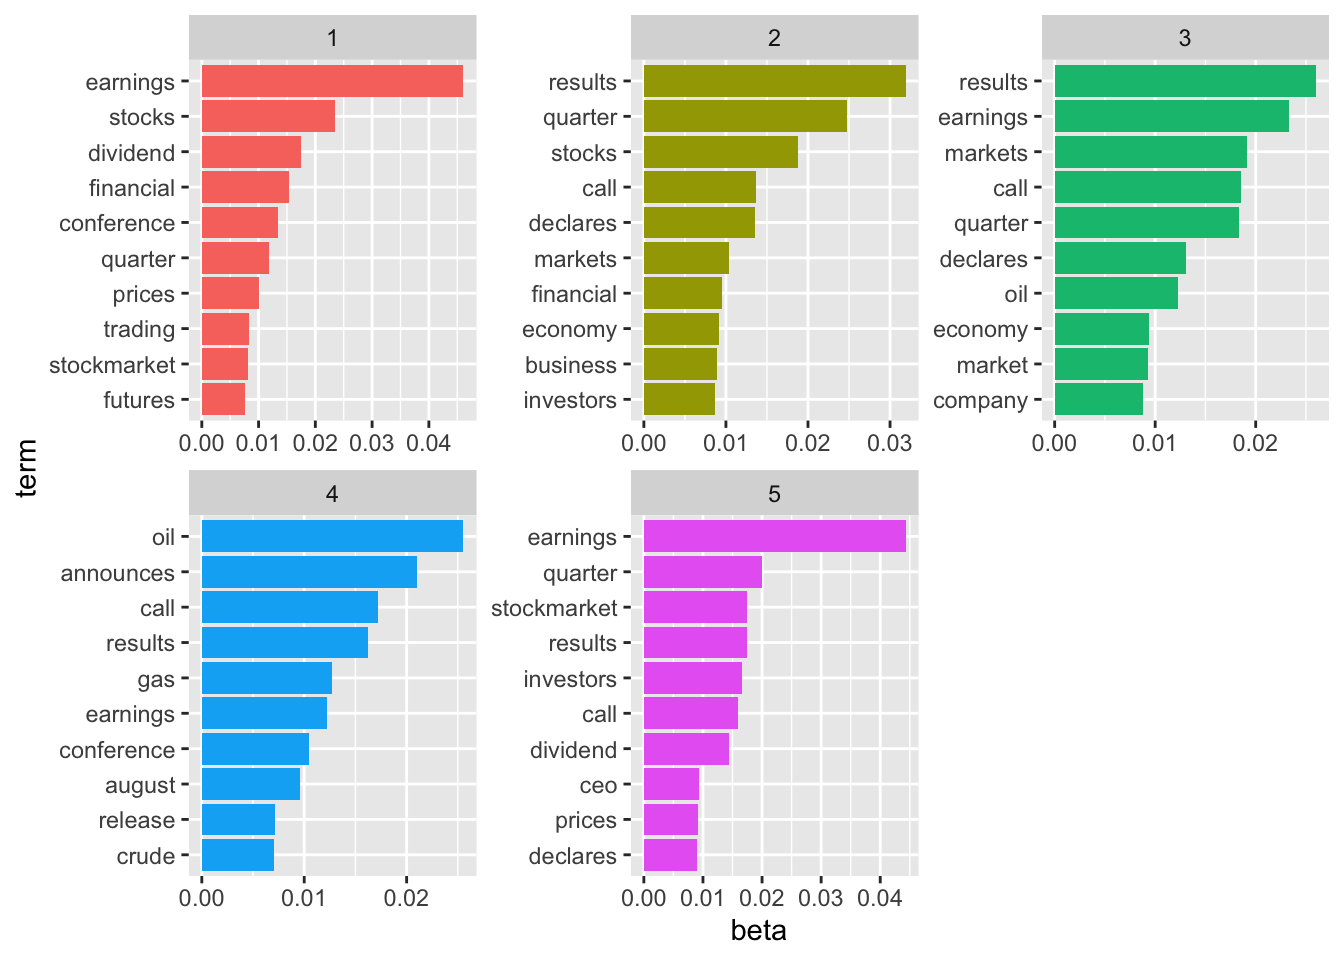 1
earnings
stocks
dividend
financial
conference
quarter
prices
trading
stockmarket
futures
0.00 0.01 0.02 0.03 0.04
2
results
quarter
stocks
call
declares
markets
financial
economy
business
investors
0.00 0.01 0.02 0.03
3
results
earnings
markets
call
quarter
declares
oil
economy
market
company
0.00 0.01 0.02
term
4
oil
announces
call
results
gas
earnings
conference
august
release
crude
0.00 0.01 0.02
5
earnings
quarter
stockmarket
results
investors
call
dividend
ceo
prices
declares
0.00 0.01 0.02 0.03 0.04
beta